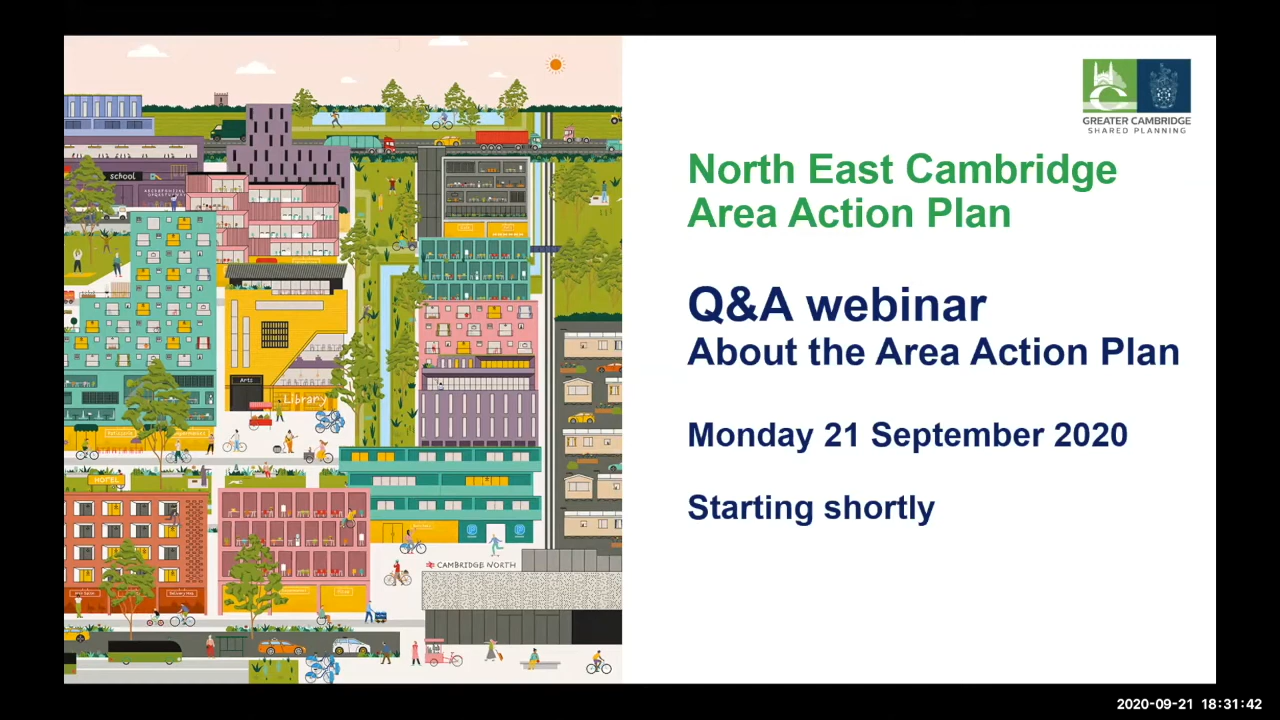 GREATER CAMBRIDGE
SHARED PLANNING
North East Cambridge
Area Action Plan
Q&A webinar
About the Area Action Plan
Monday 21 September 2020
Starting shortly
school
Arts
Library
HOTEL
CAMBRIDGE NORTH
2020-09-21 18:31:42